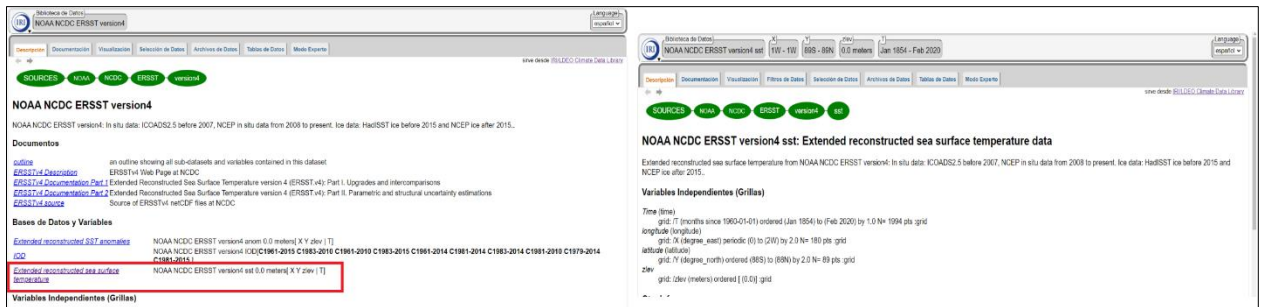 Biblioteca de Datos
IRI
NOAA NCDC ERSST version4
Language
español
Descripción Documentación Visualización Selección de Datos Archivos de Datos Tablas de Datos Modo Experto
sirve desde IRI/LDEO Climate Data Library
SOURCES NOAA NCDC ERSST version4
NOAA NCDC ERSST version4
NOAA NCDC ERSST version4: In situ data: ICOADS2.5 before 2007, NCEP in situ data from 2008 to present. Ice data: HadISST ice before 2015 and NCEP ice after 2015..
Documentos
outline an outline showing all sub-datasets and variables contained in this dataset
ERSSTv4 Description ERSSTv4 Web Page at NCDC
ERSSTv4 Documentation Part 1 Extended Reconstructed Sea Surface Temperature version 4 (ERSST.v4): Part I. Upgrades and intercomparisons
ERSSTv4 Documentation Part 2 Extended Reconstructed Sea Surface Temperature version 4 (ERSST.v4): Part II. Parametric and structural uncertainty estimations
ERSSTv4 source Source of ERSSTv4 netCDF files at NCDC
Bases de Datos y Variables
Extended reconstructed SST anomalies NOAA NCDC ERSST version4 anom 0.0 meters[ X Y zlev | T]
IOD NOAA NCDC ERSST version4 IOD[C1961-2015 C1983-2010 C1983-2015 C1961-2014 C1981-2014 C1983-2014 C1981-2010 C1979-2014
C1981-2015 ]
Extended reconstructed sea surface NOAA NCDC ERSST version4 sst 0.0 meters[ X Y zlev | T]
temperature
Variables Independientes (Grillas)
Biblioteca de Datos X Y zlev T
IRI
NOAA NCDC ERSST version4 sst 1W - 1W 89S - 89N 0.0 meters Jan 1854 - Feb 2020
Language
español
Descripción Documentación Visualización Filtros de Datos Selección de Datos Archivos de Datos Tablas de Datos Modo Experto
sirve desde IRI/LDEO Climate Data Library
SOURCES NOAA NCDC ERSST version4 sst
NOAA NCDC ERSST version4 sst: Extended reconstructed sea surface temperature data
Extended reconstructed sea surface temperature from NOAA NCDC ERSST version4: In situ data: ICOADS2.5 before 2007, NCEP in situ data from 2008 to present. Ice data: HadISST ice before 2015 and
NCEP ice after 2015..
Variables Independientes (Grillas)
Time (time)
grid: /T (months since 1960-01-01) ordered (Jan 1854) to (Feb 2020) by 1.0 N= 1994 pts :grid
longitude (longitude)
grid: /X (degree_east) periodic (0) to (2W) by 2.0 N= 180 pts :grid
latitude (latitude)
grid: /Y (degree_north) ordered (88S) to (88N) by 2.0 N= 89 pts :grid
zlev
grid: /zlev (meters) ordered [ (0.0)] :grid